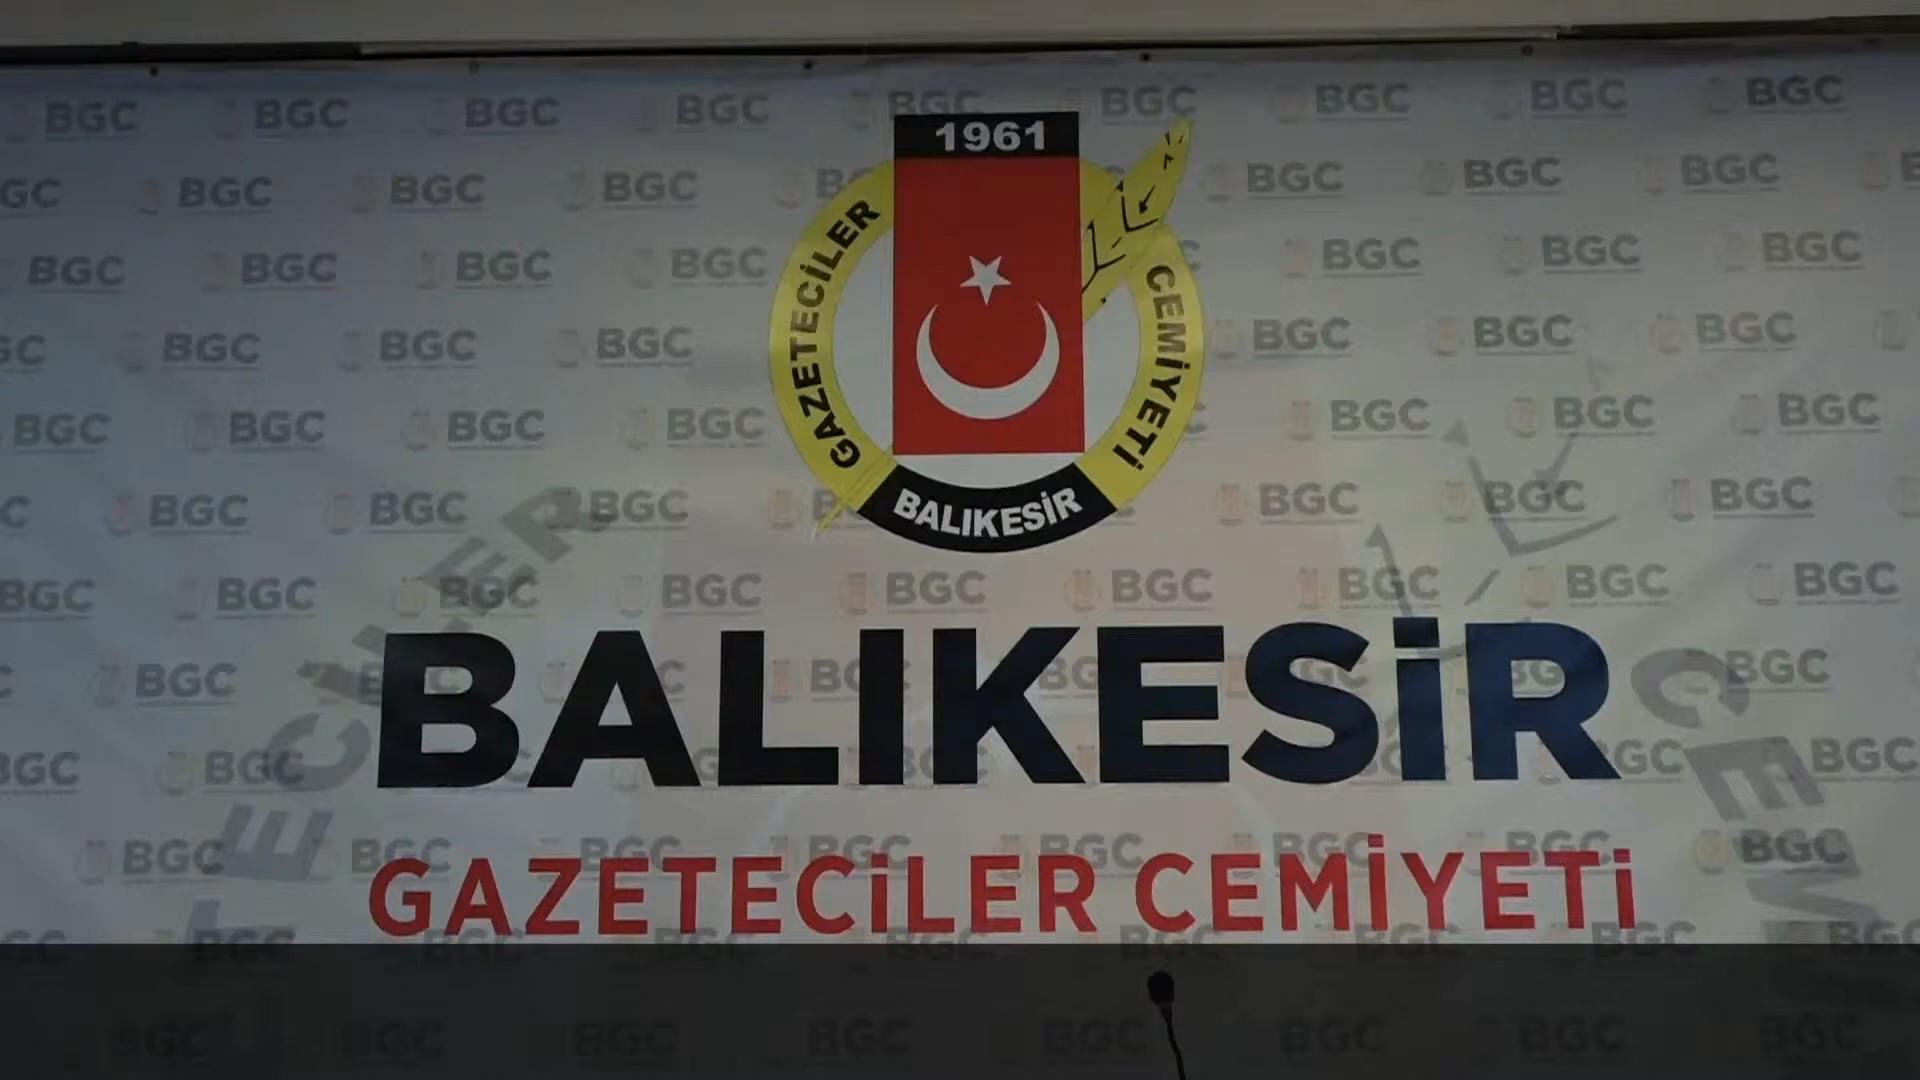 1961
GAZETECİLER
CEMİYETİ
BALIKESİR
BALIKESİR
GAZETECİLER CEMİYETİ
BGC